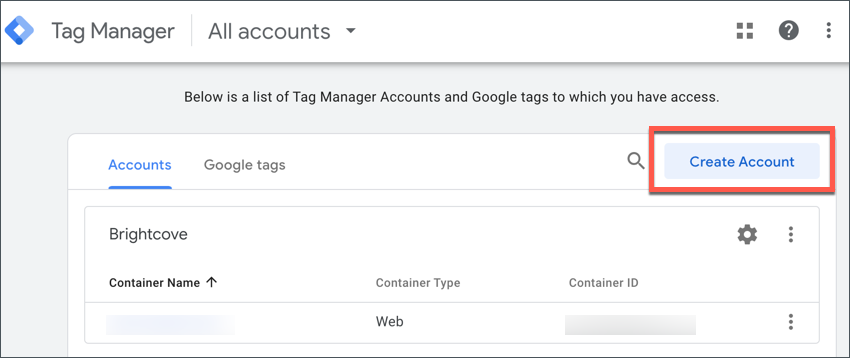 Tag Manager All accounts
Below is a list of Tag Manager Accounts and Google tags to which you have access.
Accounts Google tags Create Account
Brightcove
Container Name Container Type Container ID
Web